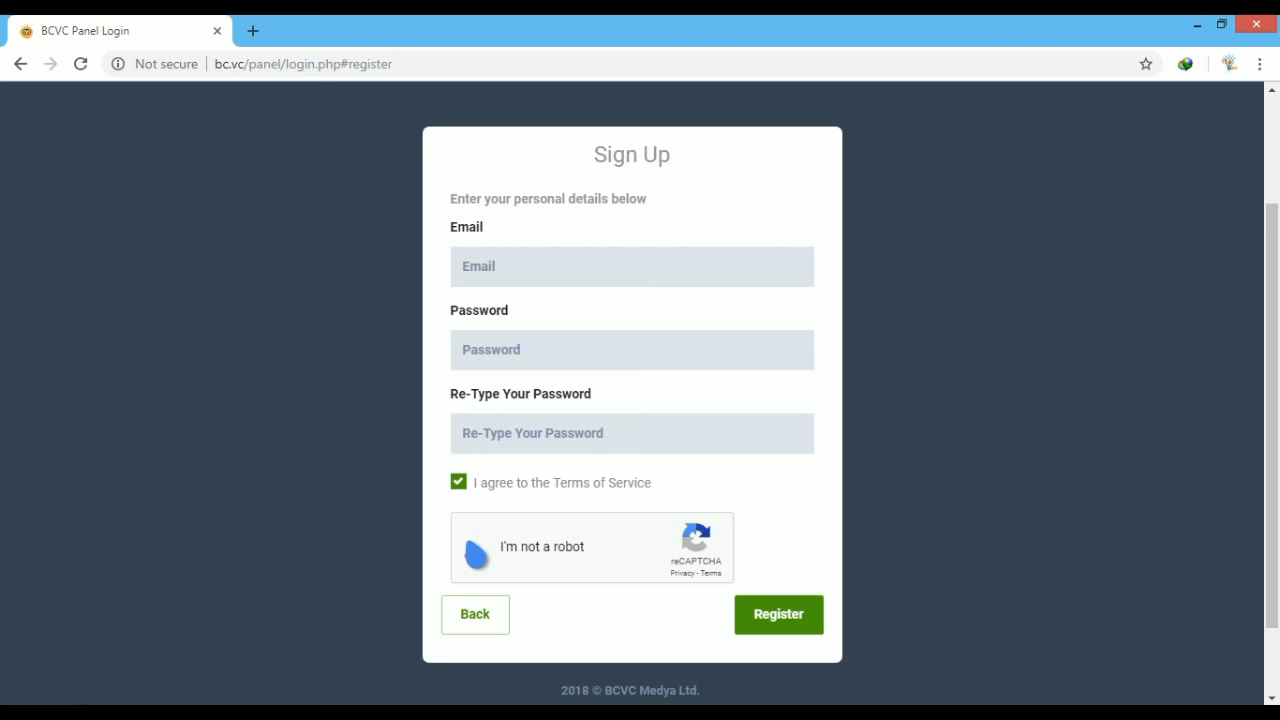 BCVC Panel Login
Not secure
bc.vc/panel/login.php#register
Sign Up
Enter your personal details below
Email
Email
Password
Password
Re-Type Your Password
Re-Type Your Password
I agree to the Terms of Service
I'm not a robot
reCAPTCHA
Privacy - Terms
Back
Register
2018 © BCVC Medya Ltd.